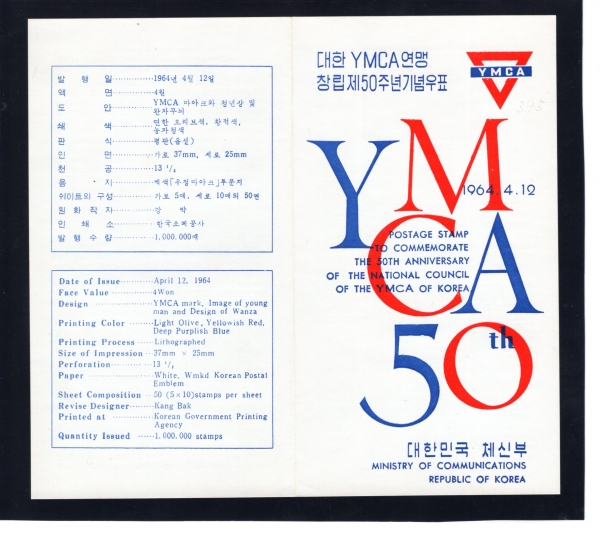 발 행 일 ············ 1964년 4월 12일
액 면 ············ 4원
도 안 ············ YMCA 마아크와 청년상 및
완자무늬
쇄 색 ············ 연한 오리브색, 황적색,
농자청색
판 식 ············ 평판(옵셑)
인 면 ············ 가로 37mm, 세로 25mm
천 공 ············ 13 ½
용 지 ············ 백색「우정마아크」투문지
쉬이트의 구성 ········ 가로 5매, 세로 10매의 50면
원 화 작 자 ········ 강 박
인 쇄 소 ········ 한국조폐공사
발 행 수 량 ········ 1,000,000매
Date of Issue ········ April 12, 1964
Face Value ········ 4Won
Design ········ YMCA mark, Image of young
man and Design of Wanza
Printing Color ······ Light Olive, Yellowish Red,
Deep Purplish Blue
Printing Process ······ Lithographed
Size of Impression ···37mm × 25mm
Perforation ········ 13 ½
Paper ········ White, Wmkd Korean Postal
Emblem
Sheet Composition ···50 (5×10)stamps per sheet
Revise Designer ······ Kang Bak
Printed at ········ Korean Government Printing
Agency
Quantity Issued ······1,000,000 stamps
대한 YMCA연맹
창립제50주년기념우표
YMCA
395
YMCA
1964.4.12
POSTAGE STAMP
TO COMMEMORATE
THE 50TH ANNIVERSARY
OF THE NATIONAL COUNCIL
OF THE YMCA OF KOREA
50th
대한민국 체신부
MINISTRY OF COMMUNICATIONS
REPUBLIC OF KOREA